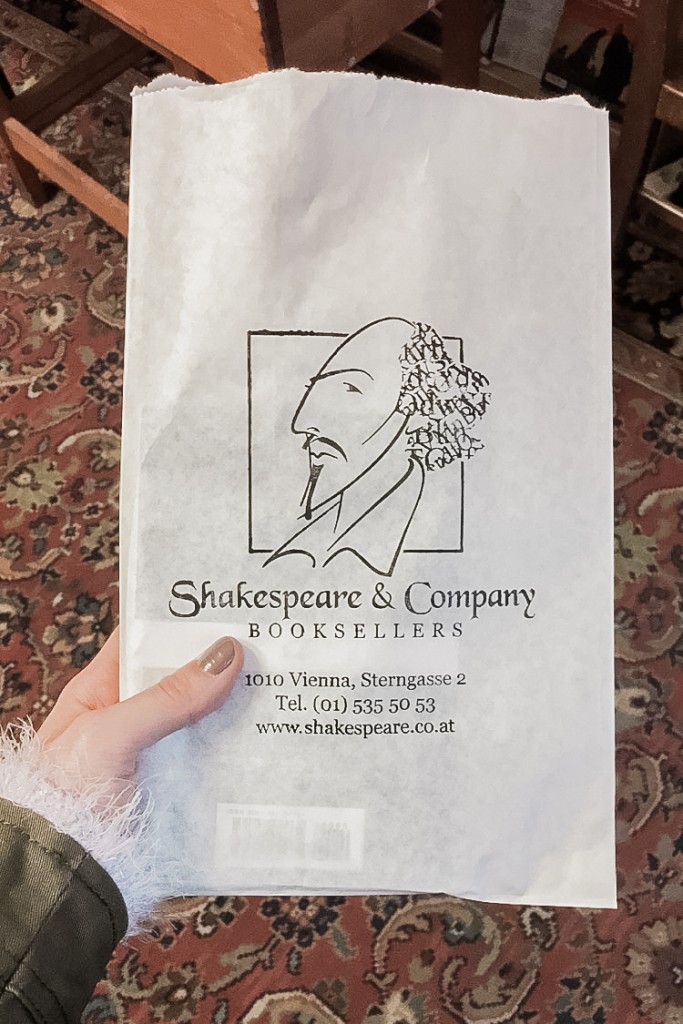 Shakespeare & Company
BOOKSELLERS
1010 Vienna, Sterngasse 2
Tel. (01) 535 50 53
www.shakespeare.co.at